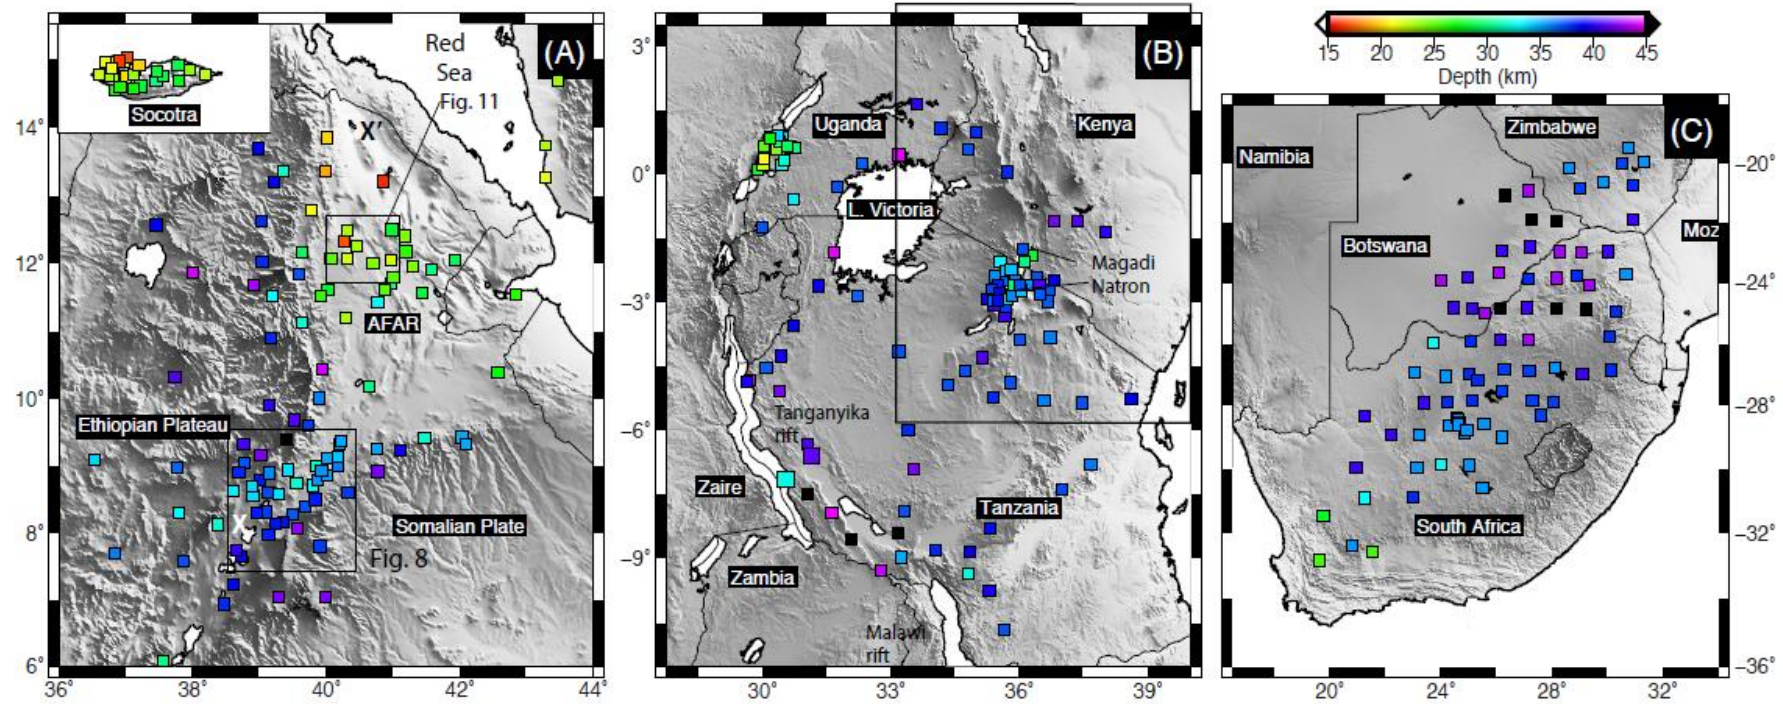 (A)
Red
Sea
Fig. 11
Socotra
X'
AFAR
Ethiopian Plateau
X
Somalian Plate
Fig. 8
14°
12°
10°
8°
6°
36°
38°
40°
42°
44°
(B)
Uganda
Kenya
L. Victoria
Magadi
Natron
Tanganyika
rift
Zaire
Tanzania
Zambia
Malawi
rift
3°
0°
−3°
−6°
−9°
30°
33°
36°
39°
15 20 25 30 35 40 45
Depth (km)
(C)
Zimbabwe
Namibia
Botswana
Moz
South Africa
−20°
−24°
−28°
−32°
−36°
20°
24°
28°
32°